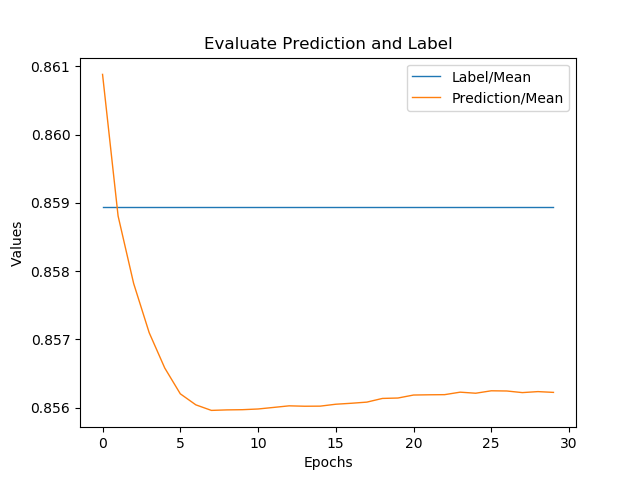 Evaluate Prediction and Label
Label/Mean
Prediction/Mean
Values
0.861
0.860
0.859
0.858
0.857
0.856
0
5
10
15
20
25
30
Epochs